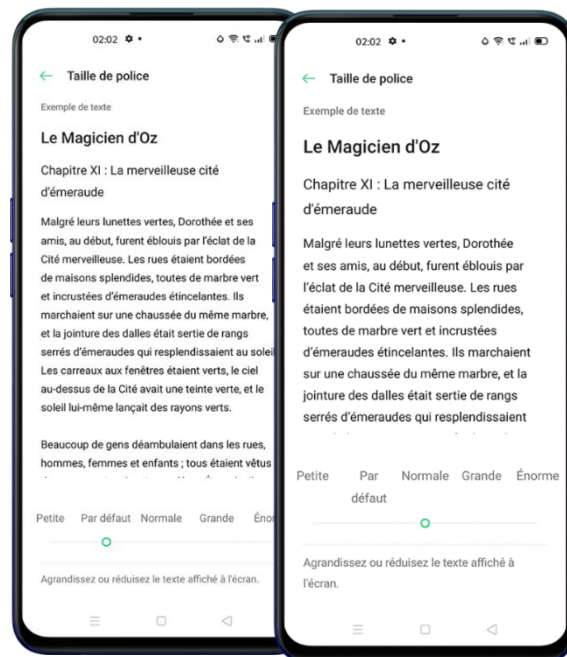 02:02
Taille de police
Exemple de texte
Le Magicien d'Oz
Chapitre XI : La merveilleuse cité
d'émeraude
Malgré leurs lunettes vertes, Dorothée et ses
amis, au début, furent éblouis par l'éclat de la
Cité merveilleuse. Les rues étaient bordées
de maisons splendides, toutes de marbre vert
et incrustées d'émeraudes étincelantes. Ils
marchaient sur une chaussée du même marbre,
et la jointure des dalles était sertie de rangs
serrés d'émeraudes qui resplendissaient au soleil
Les carreaux aux fenêtres étaient verts, le ciel
au-dessus de la Cité avait une teinte verte, et le
soleil lui-même lançait des rayons verts.
Beaucoup de gens déambulaient dans les rues,
hommes, femmes et enfants ; tous étaient vêtus
Petite Par défaut Normale Grande Énor
Agrandissez ou réduisez le texte affiché à l'écran.
02:02
Taille de police
Exemple de texte
Le Magicien d'Oz
Chapitre XI : La merveilleuse cité
d'émeraude
Malgré leurs lunettes vertes, Dorothée
et ses amis, au début, furent éblouis par
l'éclat de la Cité merveilleuse. Les rues
étaient bordées de maisons splendides,
toutes de marbre vert et incrustées
d'émeraudes étincelantes. Ils marchaient
sur une chaussée du même marbre, et la
jointure des dalles était sertie de rangs
serrés d'émeraudes qui resplendissaient
Petite Par Normale Grande Énorme
défaut
Agrandissez ou réduisez le texte affiché à
l'écran.